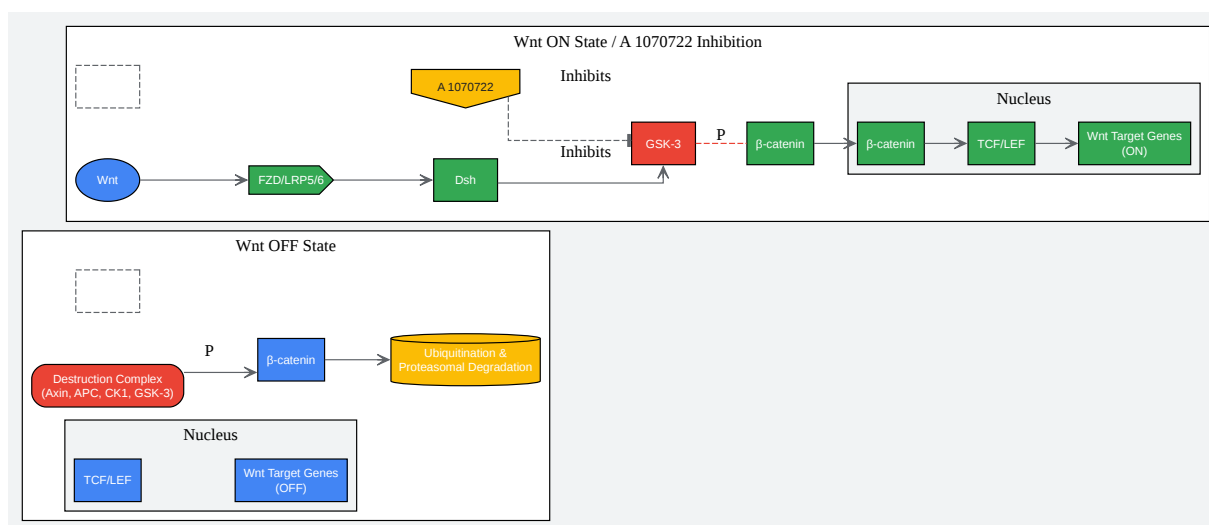 Wnt ON State / A 1070722 Inhibition
A 1070722
Inhibits
Inhibits
Wnt
FZD/LRP5/6
Dsh
GSK-3
P
β-catenin
Nucleus
β-catenin
TCF/LEF
Wnt Target Genes
(ON)
Wnt OFF State
Destruction Complex
(Axin, APC, CK1, GSK-3)
P
β-catenin
Ubiquitination &
Proteasomal Degradation
Nucleus
TCF/LEF
Wnt Target Genes
(OFF)